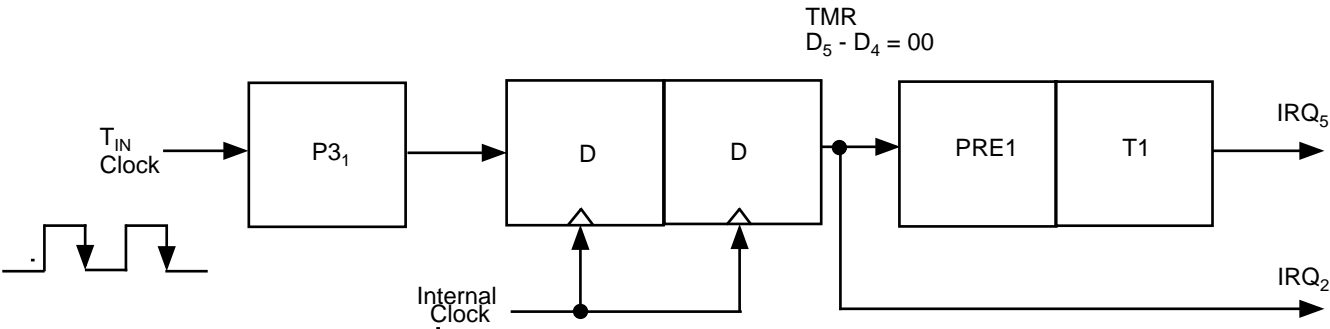 TMR
D5 - D4 = 00
TIN
Clock
P31
D
D
PRE1
T1
IRQ5
Internal
Clock
IRQ2